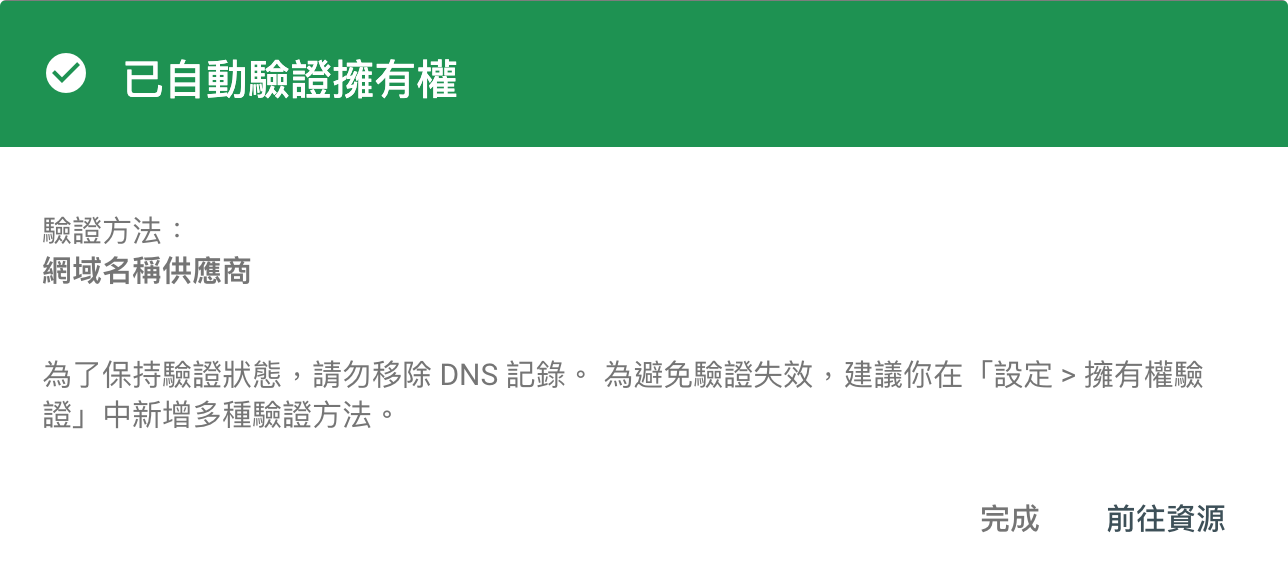 已自動驗證擁有權
驗證方法：
網域名稱供應商
為了保持驗證狀態，請勿移除 DNS 記錄。 為避免驗證失效，建議你在「設定 > 擁有權驗
證」中新增多種驗證方法。
完成 前往資源